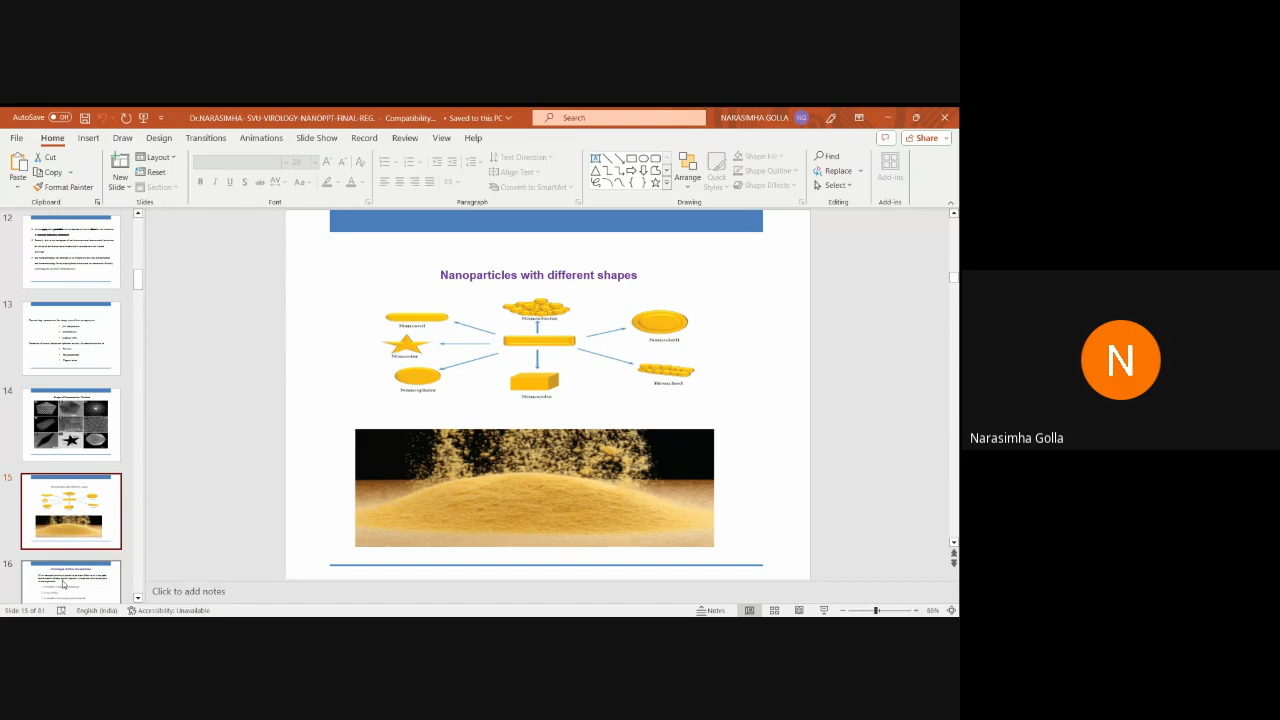 AutoSave Off
Dr.NARASIMHA- SVU-VIROLOGY-NANOPPT-FINAL-REG. - Compatibility... • Saved to this PC
Search
NARASIMHA GOLLA NG
File Home Insert Draw Design Transitions Animations Slide Show Record Review View Help
Share
Paste
Cut
Copy
Format Painter
Clipboard
New
Slide
Layout
Reset
Section
Slides
20
B I U S ab AV Aa A
Font
Text Direction
Align Text
Convert to SmartArt
Paragraph
Arrange
Quick
Styles
Shape Fill
Shape Outline
Shape Effects
Drawing
Find
Replace
Select
Editing
Add-ins
Add-ins
12
13
14
15
16
Nanoparticles with different shapes
Nanorod
Nanostar
Nanoshell
Branched
Click to add notes
Slide 15 of 81
English (India)
Accessibility: Unavailable
Notes
88%
N
Narasimha Golla